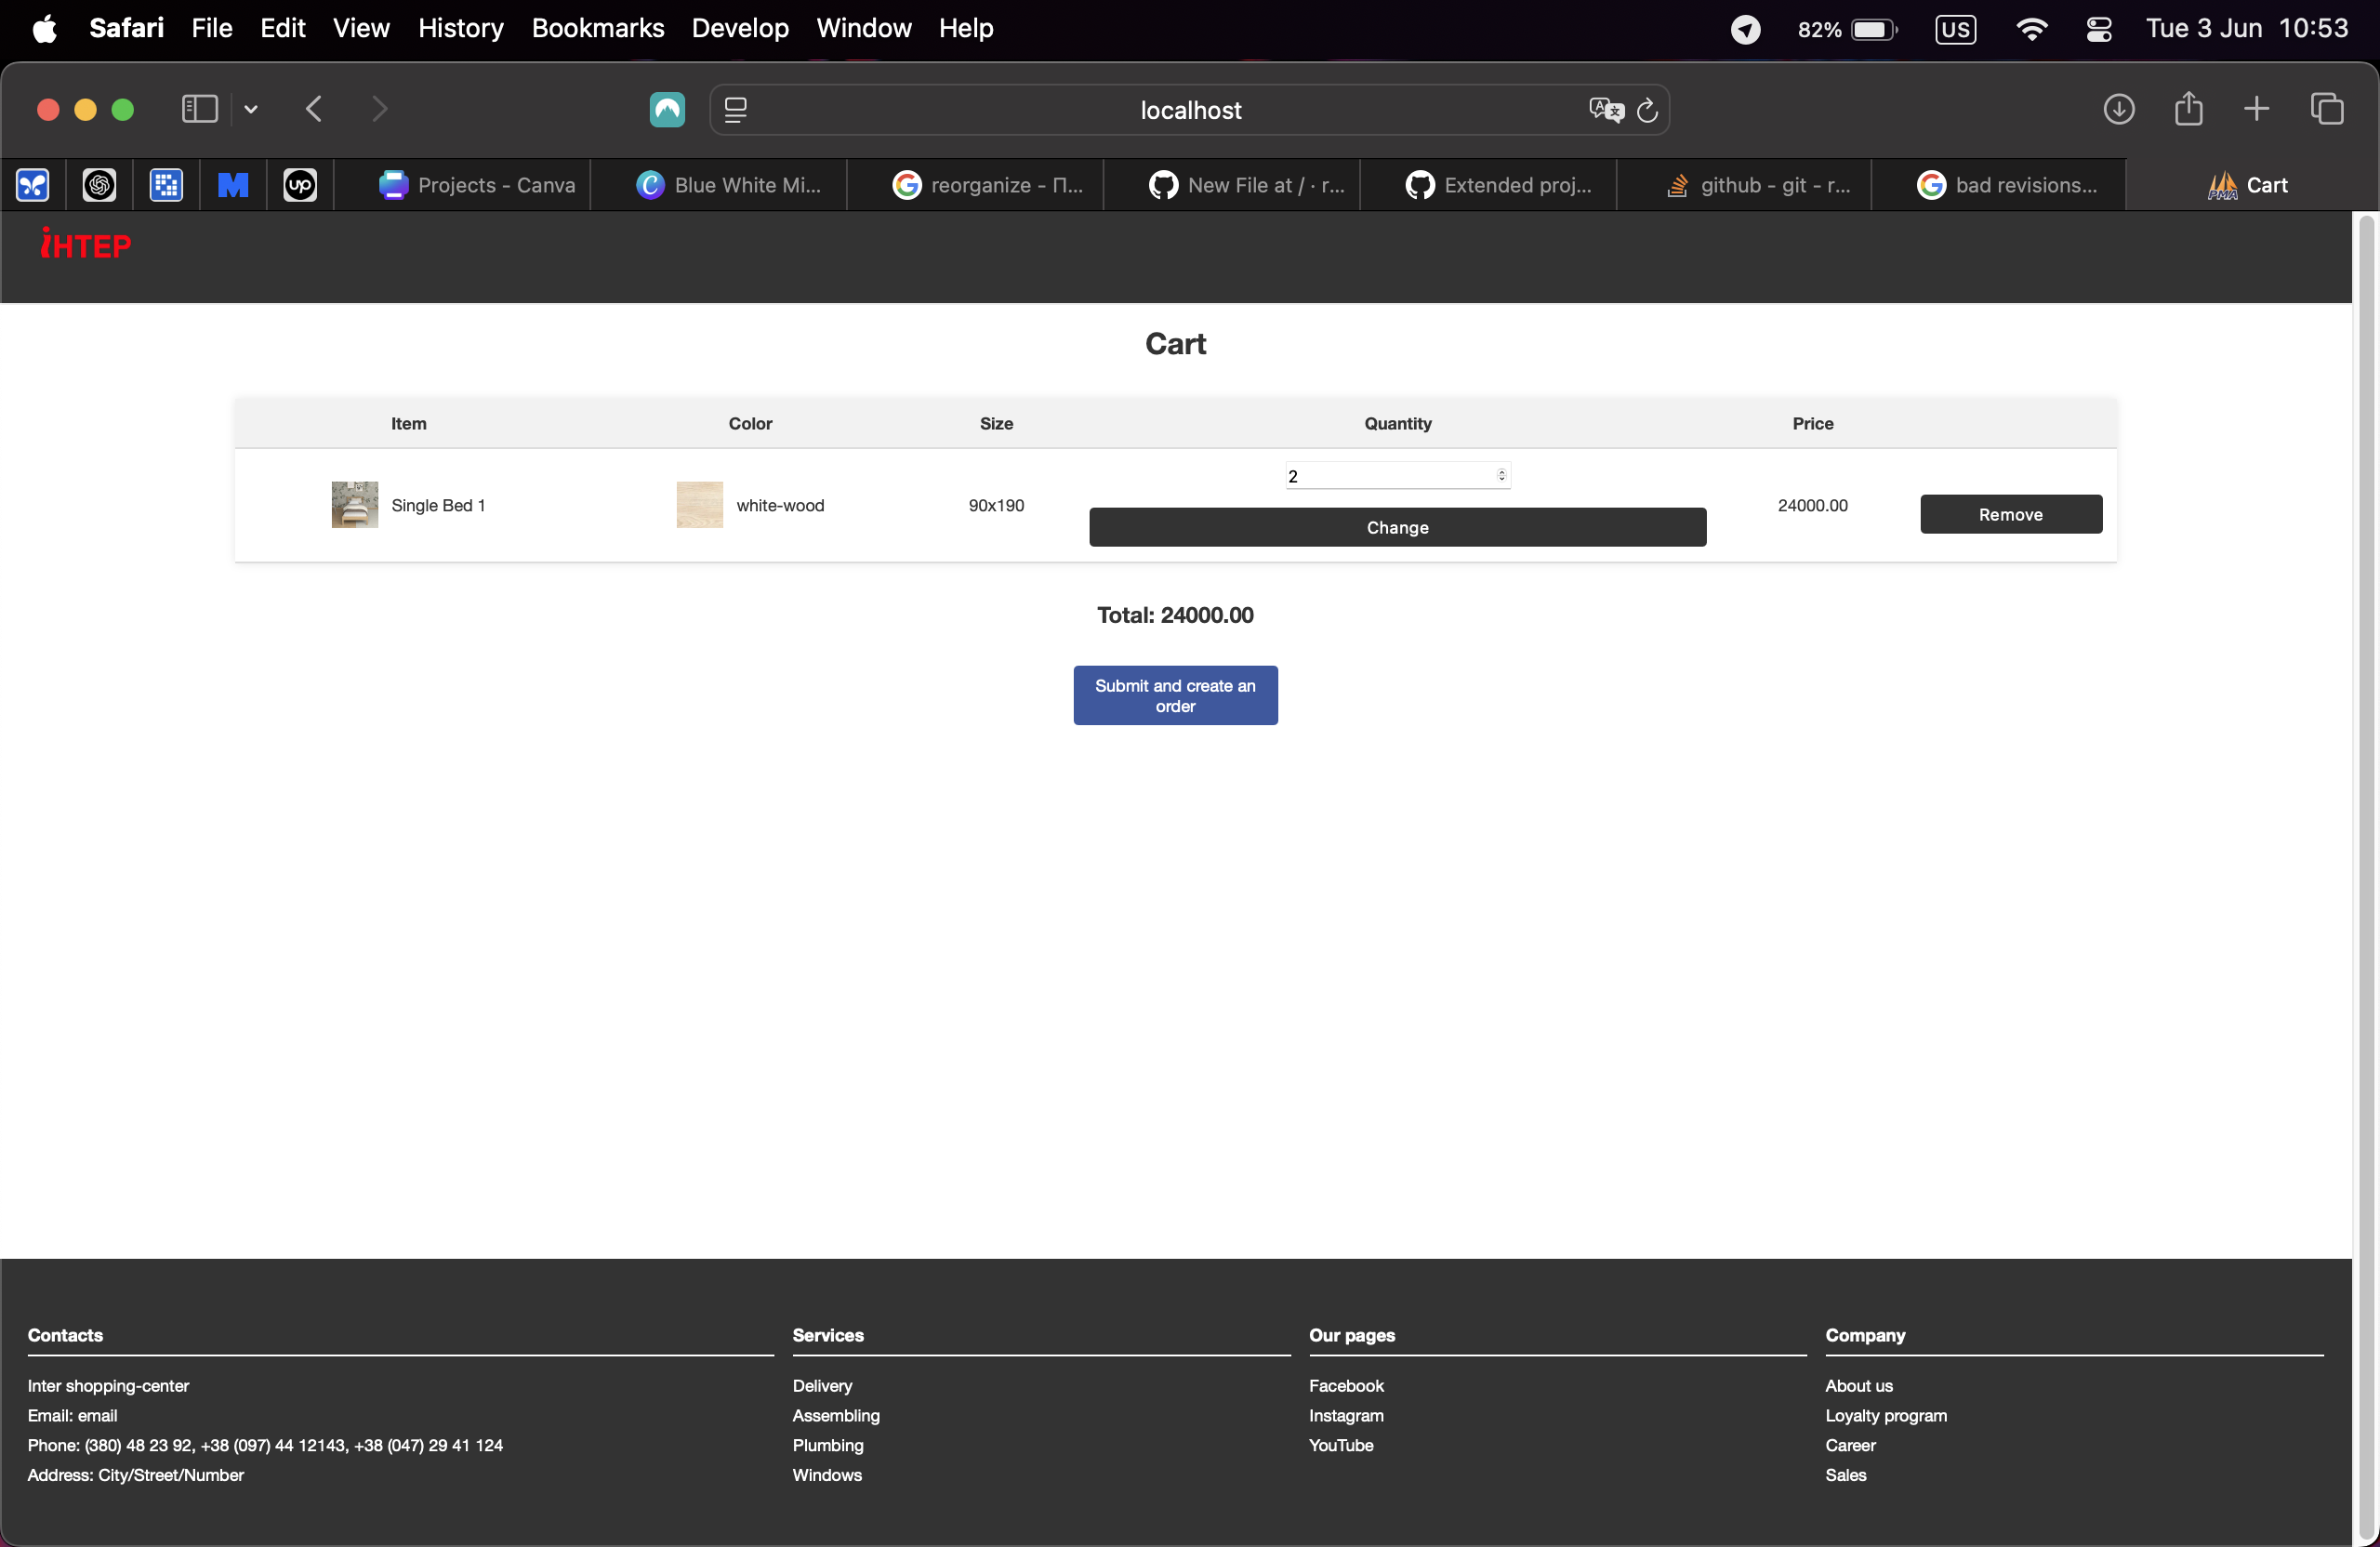 Safari File Edit View History Bookmarks Develop Window Help 82% US Tue 3 Jun 10:53
localhost
Projects - Canva Blue White Mi... reorganize - П... New File at / · r... Extended proj... github - git - r... bad revisions... Cart
iHTEP
Cart
Item Color Size Quantity Price
Single Bed 1 white-wood 90x190 2 24000.00
Change
Remove
Total: 24000.00
Submit and create an
order
Contacts
Inter shopping-center
Email: email
Phone: (380) 48 23 92, +38 (097) 44 12143, +38 (047) 29 41 124
Address: City/Street/Number
Services
Delivery
Assembling
Plumbing
Windows
Our pages
Facebook
Instagram
YouTube
Company
About us
Loyalty program
Career
Sales